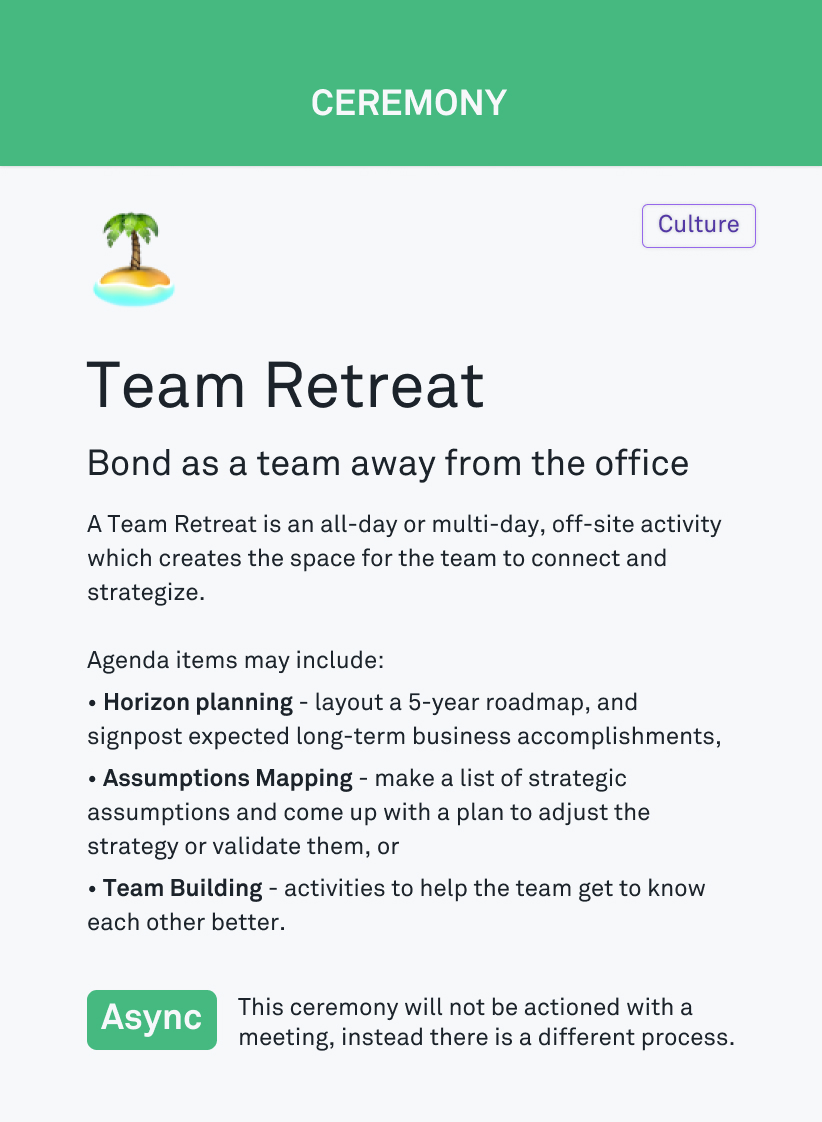 CEREMONY
Culture
Team Retreat
Bond as a team away from the office
A Team Retreat is an all-day or multi-day, off-site activity
which creates the space for the team to connect and
strategize.
Agenda items may include:
• Horizon planning - layout a 5-year roadmap, and
signpost expected long-term business accomplishments,
• Assumptions Mapping - make a list of strategic
assumptions and come up with a plan to adjust the
strategy or validate them, or
• Team Building - activities to help the team get to know
each other better.
Async
This ceremony will not be actioned with a
meeting, instead there is a different process.